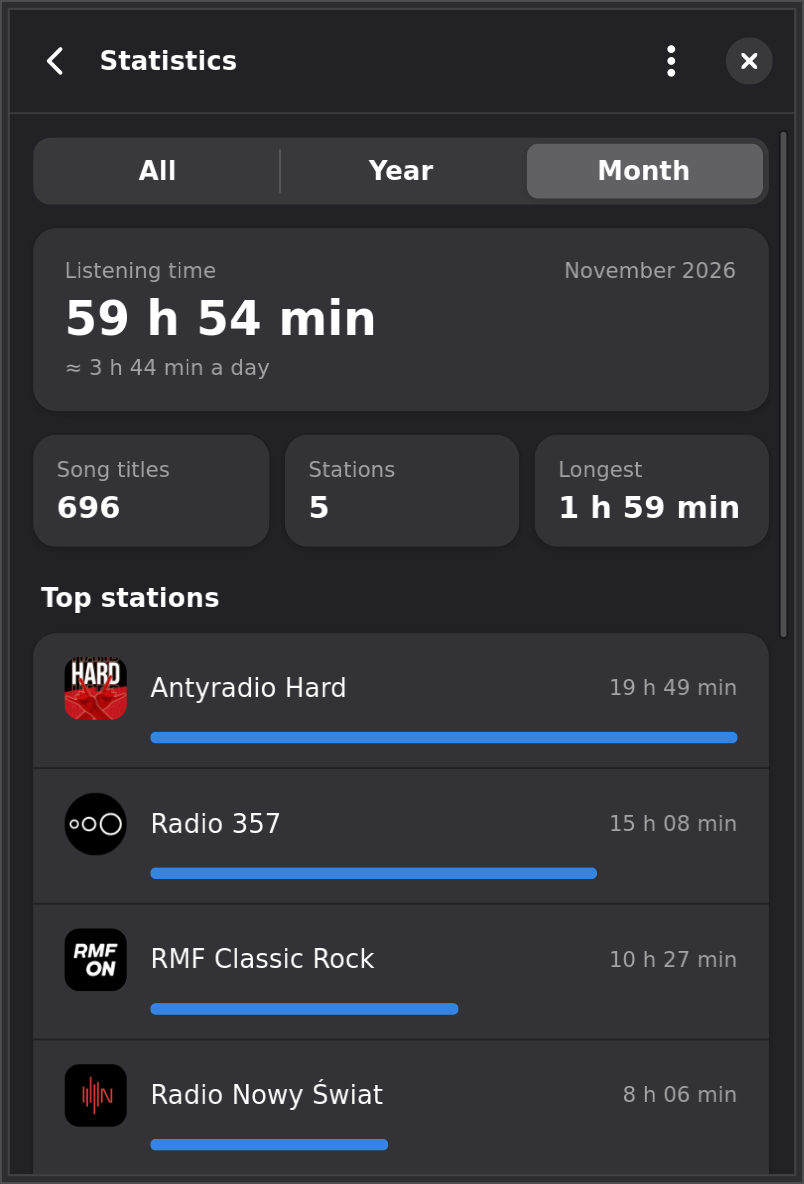 Statistics
All Year Month
Listening time November 2026
59 h 54 min
≈ 3 h 44 min a day
Song titles Stations Longest
696 5 1 h 59 min
Top stations
HARD
Antyradio Hard 19 h 49 min
Radio 357 15 h 08 min
RMF
ON
RMF Classic Rock 10 h 27 min
Radio Nowy Świat 8 h 06 min